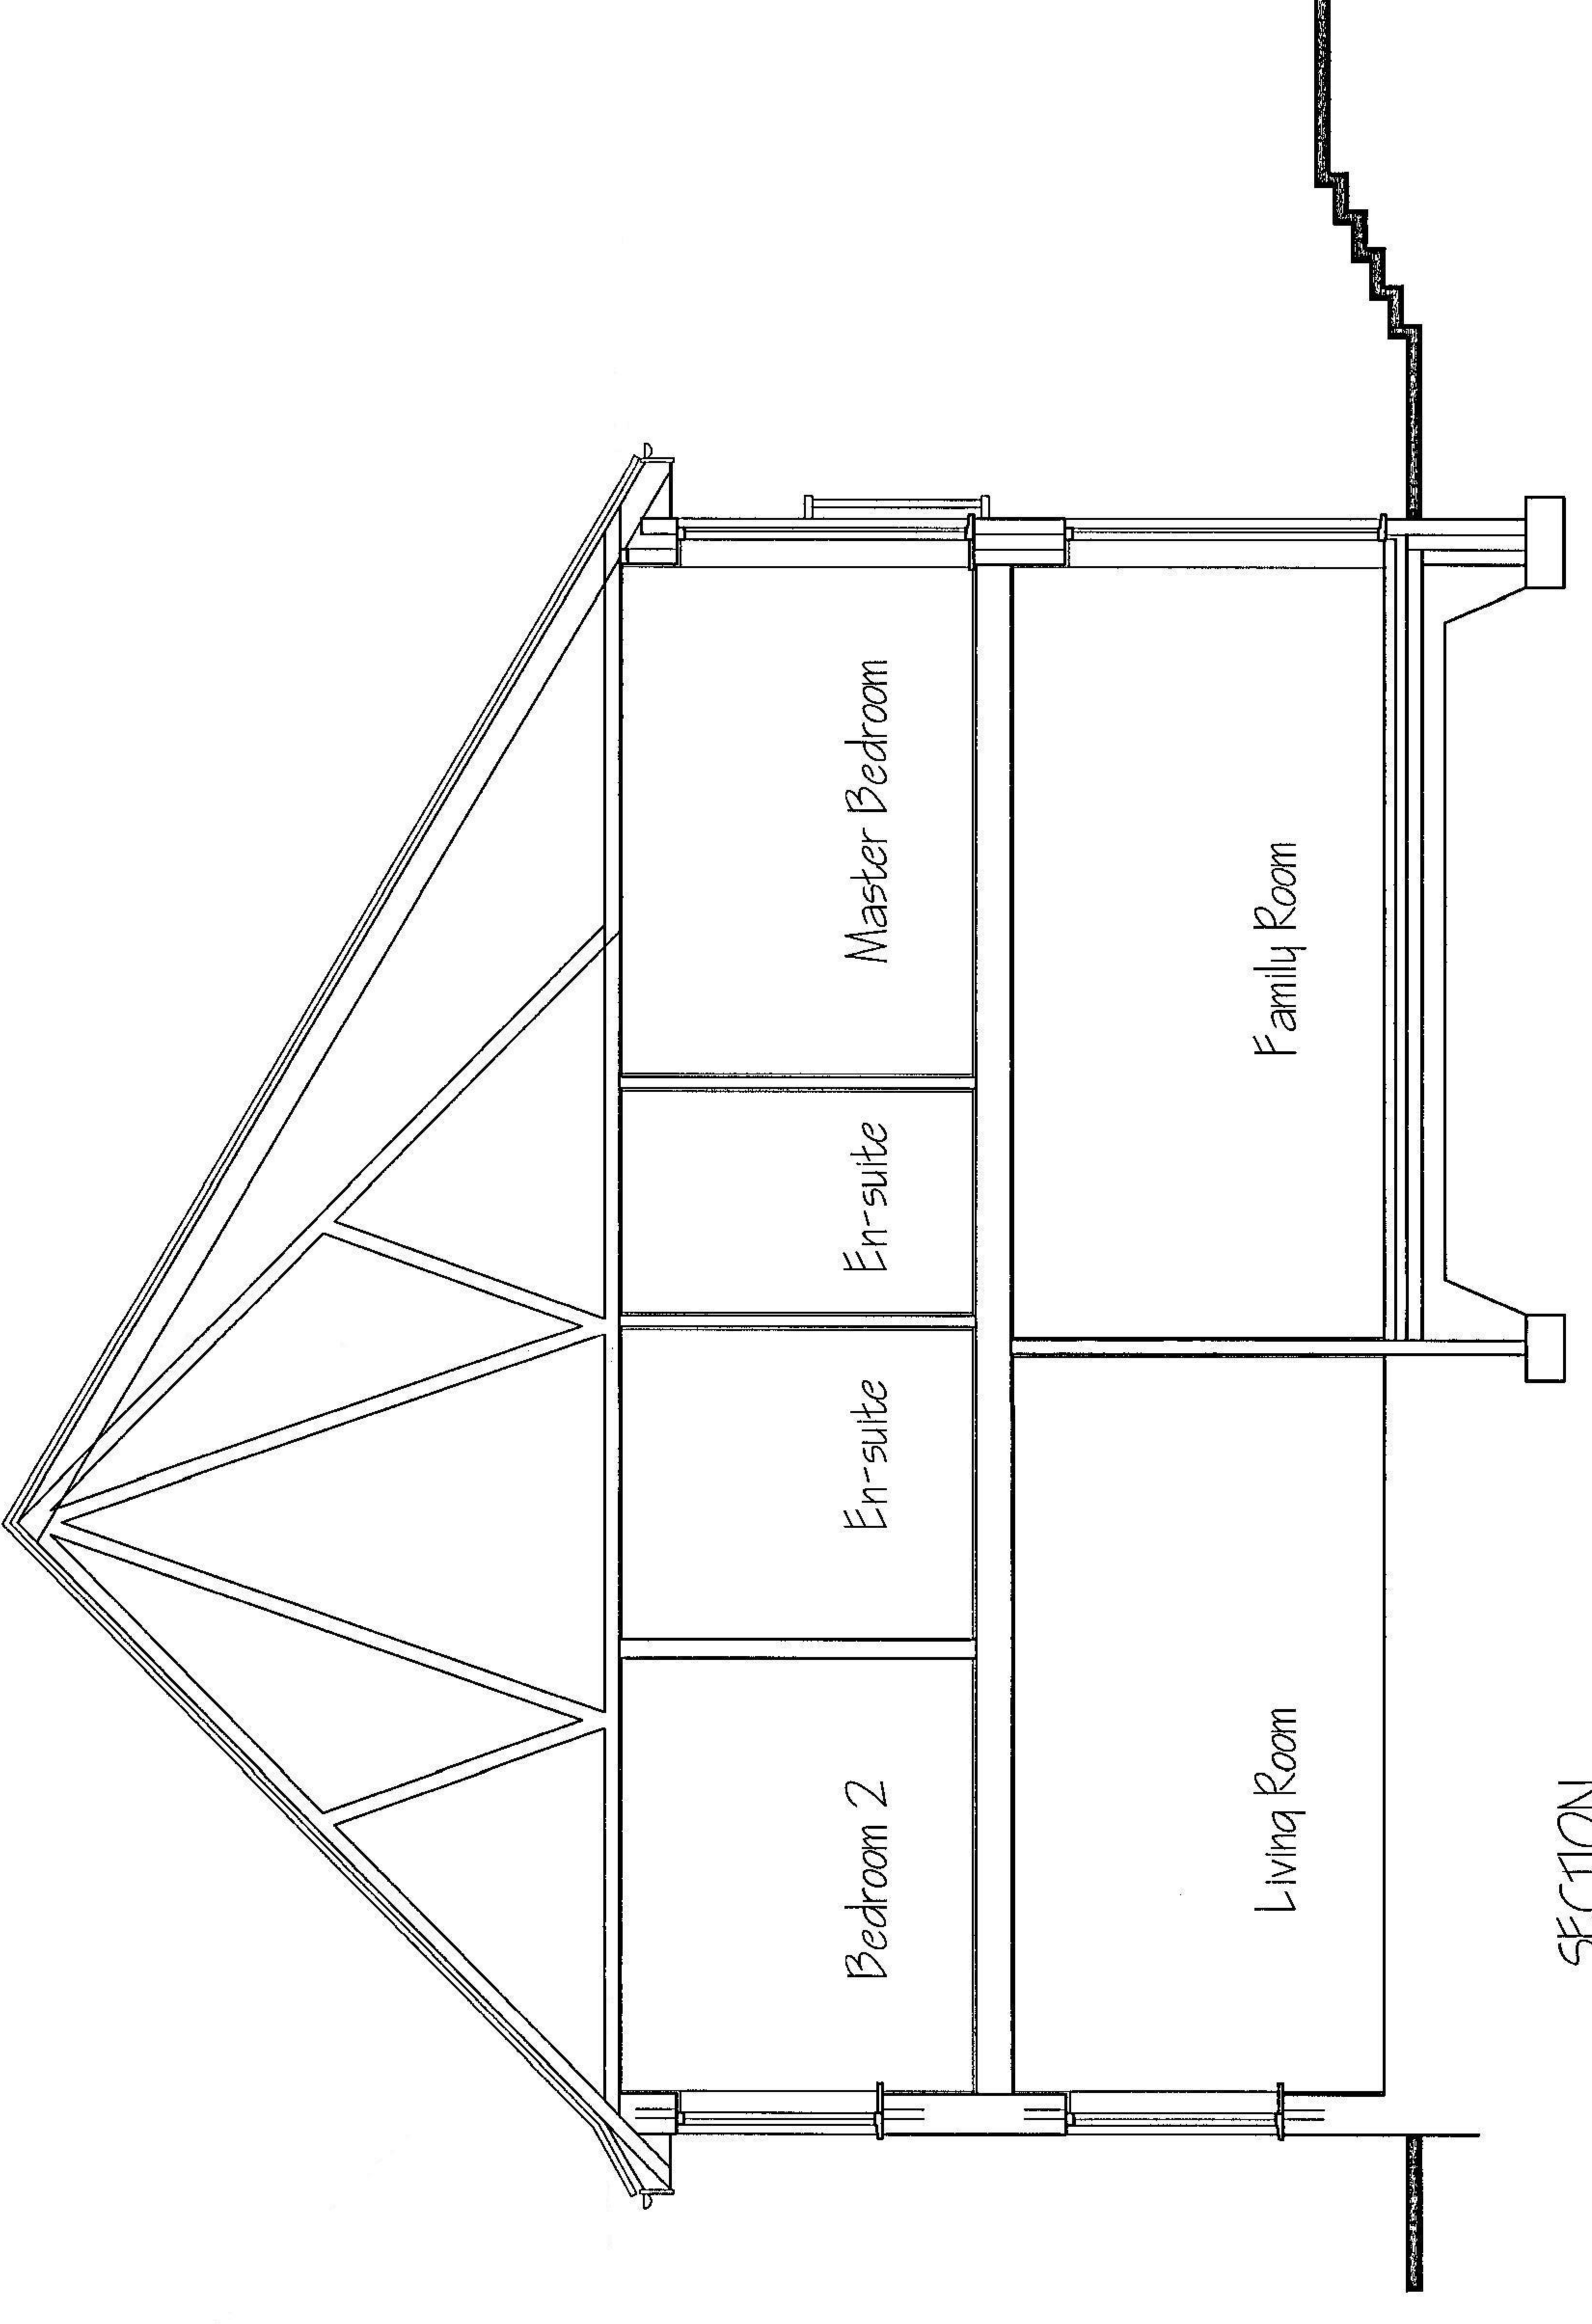 Bedroom 2
En-suite
En-suite
Master Bedroom
Living Room
Family Room
SECTION